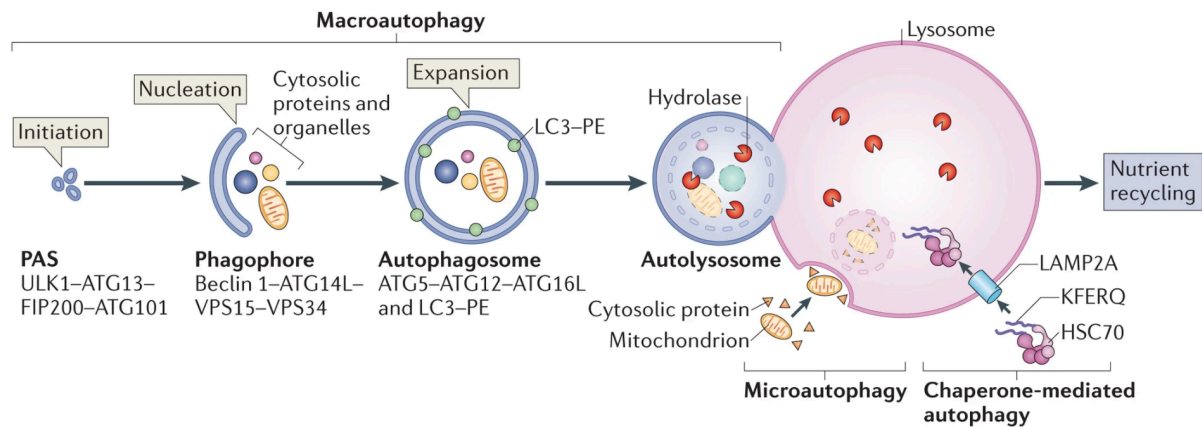 Macroautophagy
Lysosome
Initiation
Nucleation
Cytosolic
proteins and
organelles
Expansion
LC3–PE
Hydrolase
Nutrient
recycling
PAS
ULK1–ATG13–
FIP200–ATG101
Phagophore
Beclin 1–ATG14L–
VPS15–VPS34
Autophagosome
ATG5–ATG12–ATG16L
and LC3–PE
Autolysosome
Cytosolic protein
Mitochondrion
LAMP2A
KFERQ
HSC70
Microautophagy
Chaperone-mediated
autophagy